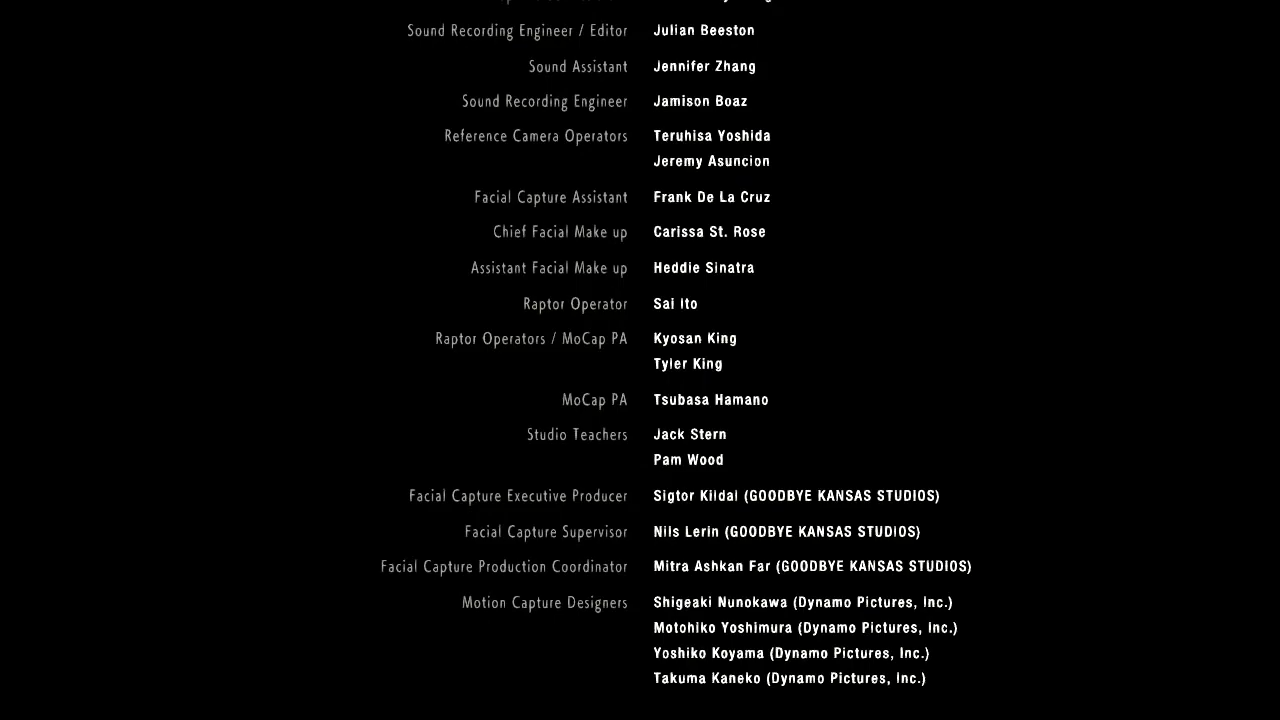 Sound Recording Engineer / Editor Julian Beeston
Sound Assistant Jennifer Zhang
Sound Recording Engineer Jamison Boaz
Reference Camera Operators Teruhisa Yoshida
Jeremy Asuncion
Facial Capture Assistant Frank De La Cruz
Chief Facial Make up Carissa St. Rose
Assistant Facial Make up Heddie Sinatra
Raptor Operator Sai Ito
Raptor Operators / MoCap PA Kyosan King
Tyler King
MoCap PA Tsubasa Hamano
Studio Teachers Jack Stern
Pam Wood
Facial Capture Executive Producer Sigtor Kildal (GOODBYE KANSAS STUDIOS)
Facial Capture Supervisor Nils Lerin (GOODBYE KANSAS STUDIOS)
Facial Capture Production Coordinator Mitra Ashkan Far (GOODBYE KANSAS STUDIOS)
Motion Capture Designers Shigeaki Nunokawa (Dynamo Pictures, Inc.)
Motohiko Yoshimura (Dynamo Pictures, Inc.)
Yoshiko Koyama (Dynamo Pictures, Inc.)
Takuma Kaneko (Dynamo Pictures, Inc.)